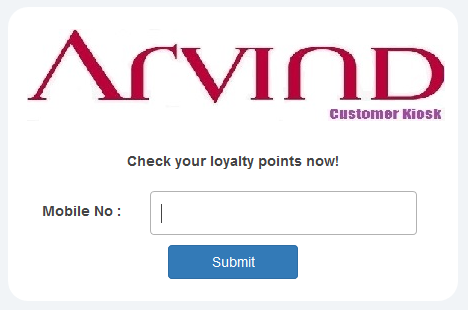 ARVIND
Customer Kiosk
Check your loyalty points now!
Mobile No :
Submit